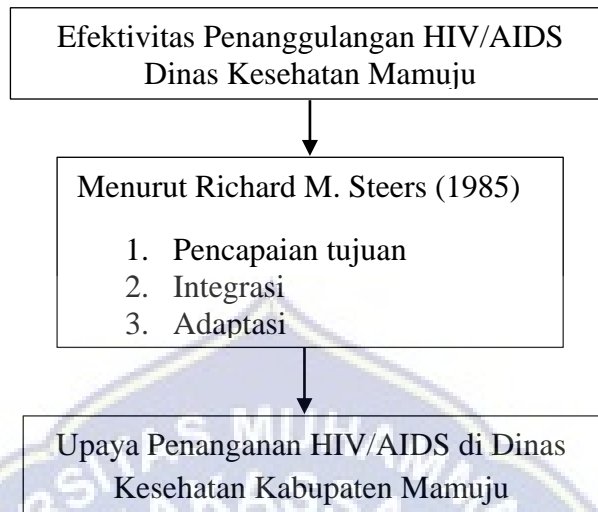 Efektivitas Penanggulangan HIV/AIDS
Dinas Kesehatan Mamuju
Menurut Richard M. Steers (1985)
1. Pencapaian tujuan
2. Integrasi
3. Adaptasi
Upaya Penanganan HIV/AIDS di Dinas
Kesehatan Kabupaten Mamuju